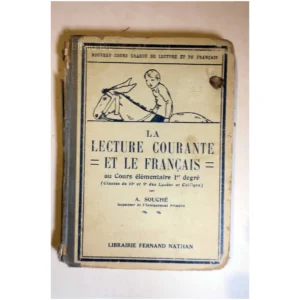 NOUVEAU COURS GRADUÉ DE LECTURE ET DE FRANÇAIS
LA
LECTURE COURANTE
ET LE FRANÇAIS
au Cours élémentaire 1er degré
(Classes de 10e et 9e des Lycées et Collèges)
PAR
A. SOUCHÉ
Inspecteur de l'Enseignement Primaire
LIBRAIRIE FERNAND NATHAN